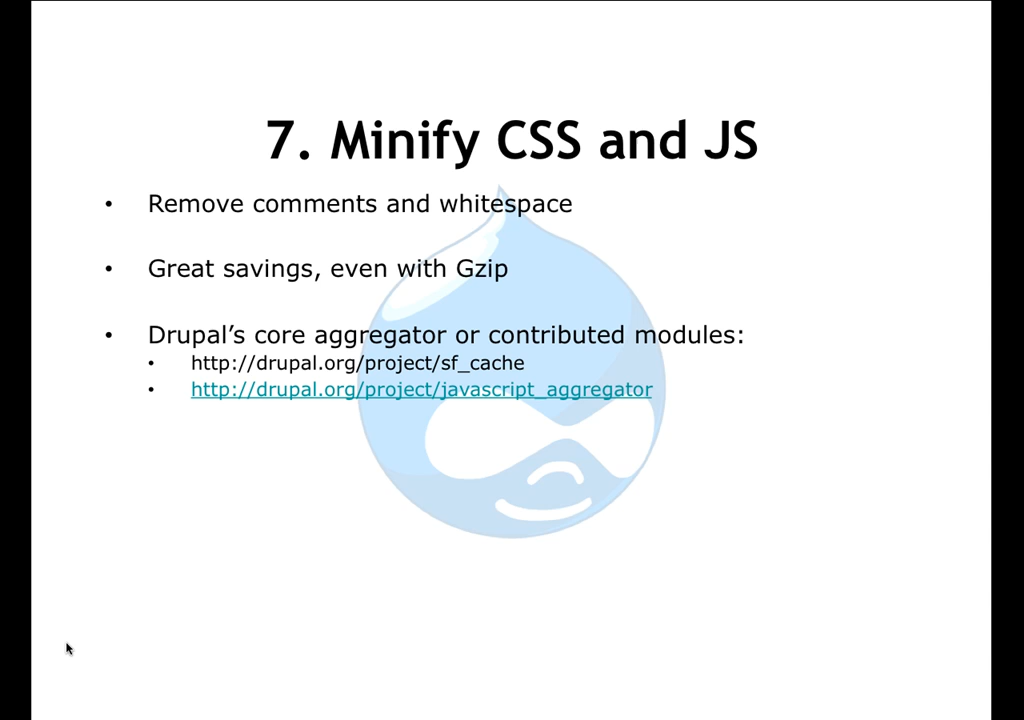 7. Minify CSS and JS
• Remove comments and whitespace
• Great savings, even with Gzip
• Drupal’s core aggregator or contributed modules:
• http://drupal.org/project/sf_cache
• http://drupal.org/project/javascript_aggregator